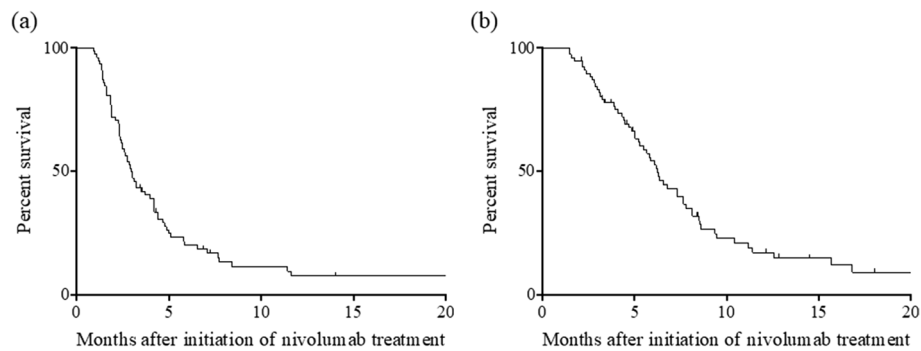 (a)
100
50
0
Percent survival
0 5 10 15 20
Months after initiation of nivolumab treatment
(b)
100
50
0
Percent survival
0 5 10 15 20
Months after initiation of nivolumab treatment